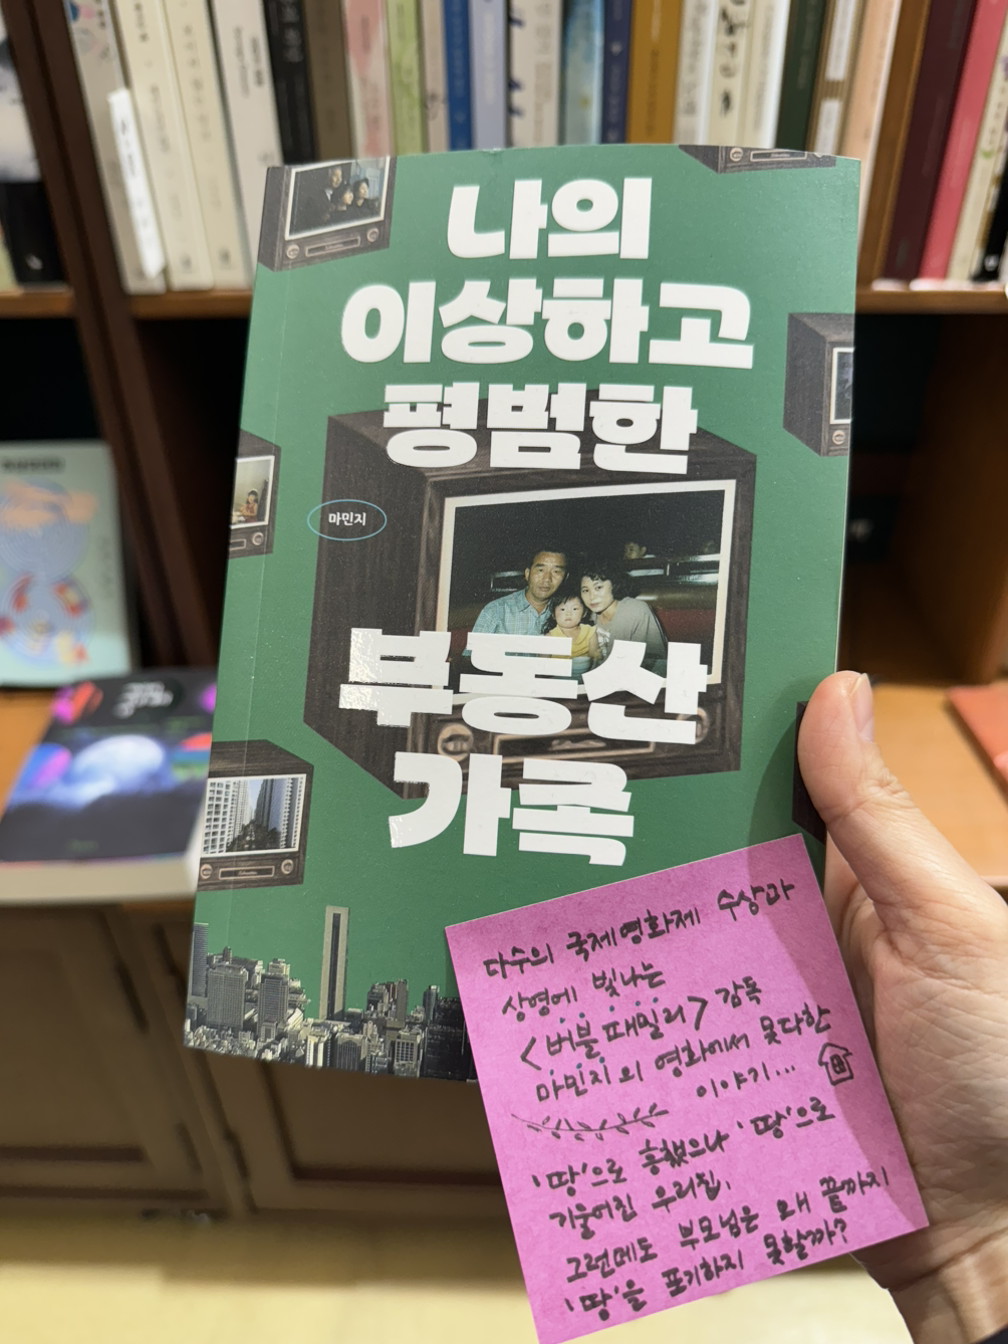 나의
이상하고
평범한
마민지
부동산
가족
다수의 국제영화제 수상과
상영에 빛나는
<버블 패밀리> 감독
마민지의 영화에서 못다한
이야기...
'땅'으로 흥했으나 '땅'으로
기울어진 우리집,
그런데도 부모님은 왜 끝까지
'땅'을 포기하지 못할까?